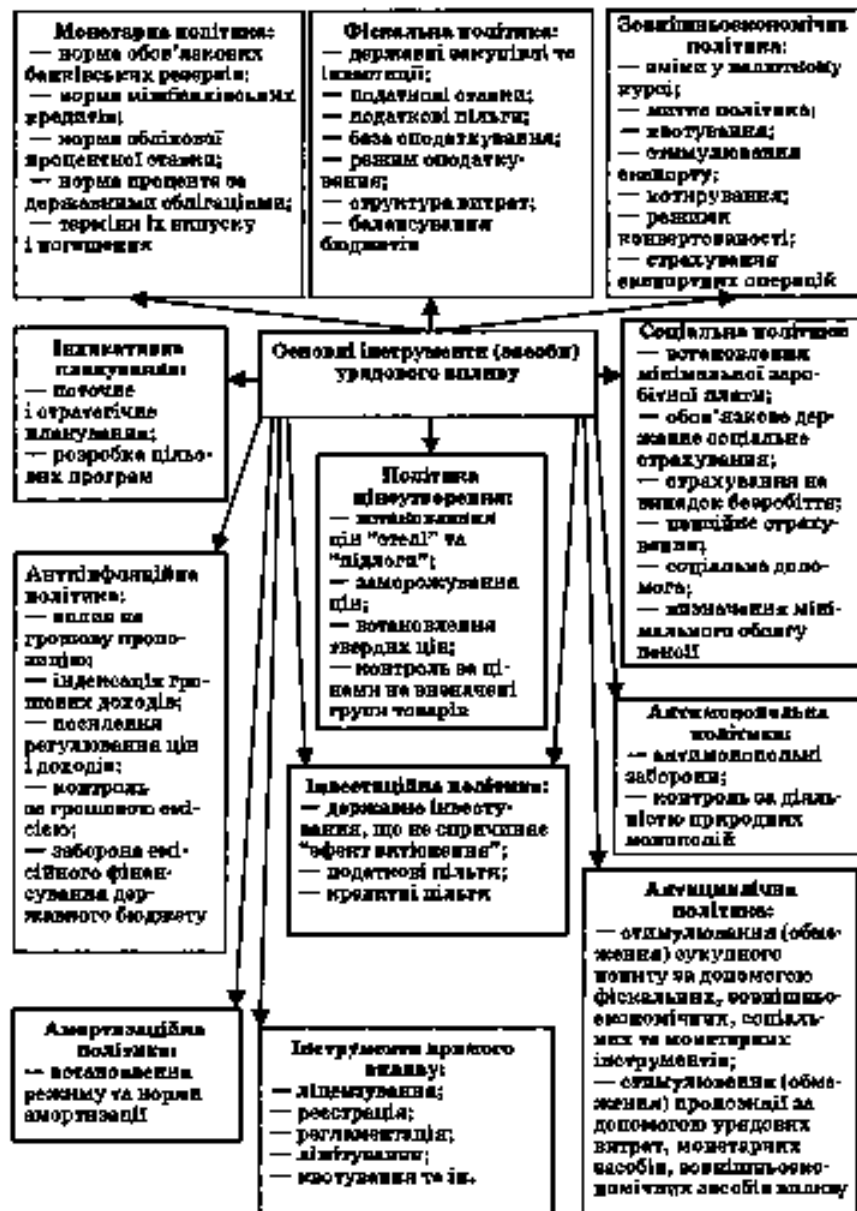 Монетарна політика:
— норма обов’язкових
банківських резервів;
— норми міжбанківських
кредитів;
— норма облікової
процентної ставки;
— норма процента за
державними облігаціями;
— терміни їх випуску
і погашення
Фіскальна політика:
— державні закупівлі та
інвестиції;
— податкові ставки;
— податкові пільги;
— база оподаткування;
— режим оподатку-
вання;
— структура витрат;
— балансування
бюджетів
Зовнішньоекономічна
політика:
— зміни у валютному
курсі;
— митна політика;
— квотування;
— стимулювання
експорту;
— котирування;
— режими
конвертованості;
— страхування
експортних операцій
Індикативне
планування:
— поточне
і стратегічне
планування;
— розробка цільо-
вих програм
Основні інструменти (засоби)
урядового впливу
Соціальна політика:
— встановлення
мінімальної заро-
бітної плати;
— обов’язкове дер-
жавне соціальне
страхування;
— страхування на
випадок безробіття;
— пенсійне страху-
вання;
— соціальна допо-
мога;
— визначення міні-
мального обсягу
пенсії
Політика
ціноутворення:
— встановлення
цін “стелі” та
“підлоги”;
— заморожування
цін;
— встановлення
твердих цін;
— контроль за ці-
нами на визначені
групи товарів
Антиінфляційна
політика:
— вплив на
грошову пропо-
зицію;
— індексація гро-
шових доходів;
— посилення
регулювання цін
і доходів;
— контроль
за грошовою емі-
сією;
— заборона емі-
сійного фінан-
сування дер-
жавного бюджету
Антимонопольна
політика:
— антимонопольні
заборони;
— контроль за діяль-
ністю природних
монополій
Інвестиційна політика:
— державне інвесту-
вання, що не спричиняє
“ефект витіснення”;
— податкові пільги;
— кредитні пільги
Антициклічна
політика:
— стимулювання (обме-
ження) сукупного
попиту за допомогою
фіскальних, зовнішньо-
економічних, соціаль-
них та монетарних
інструментів;
— стимулювання (обме-
ження) пропозиції за
допомогою урядових
витрат, монетарних
засобів, зовнішньоеко-
номічних засобів впливу
Амортизаційна
політика:
— встановлення
режиму та норм
амортизації
Інструменти прямого
впливу:
— ліцензування;
— реєстрація;
— регламентація;
— лімітування;
— квотування та ін.